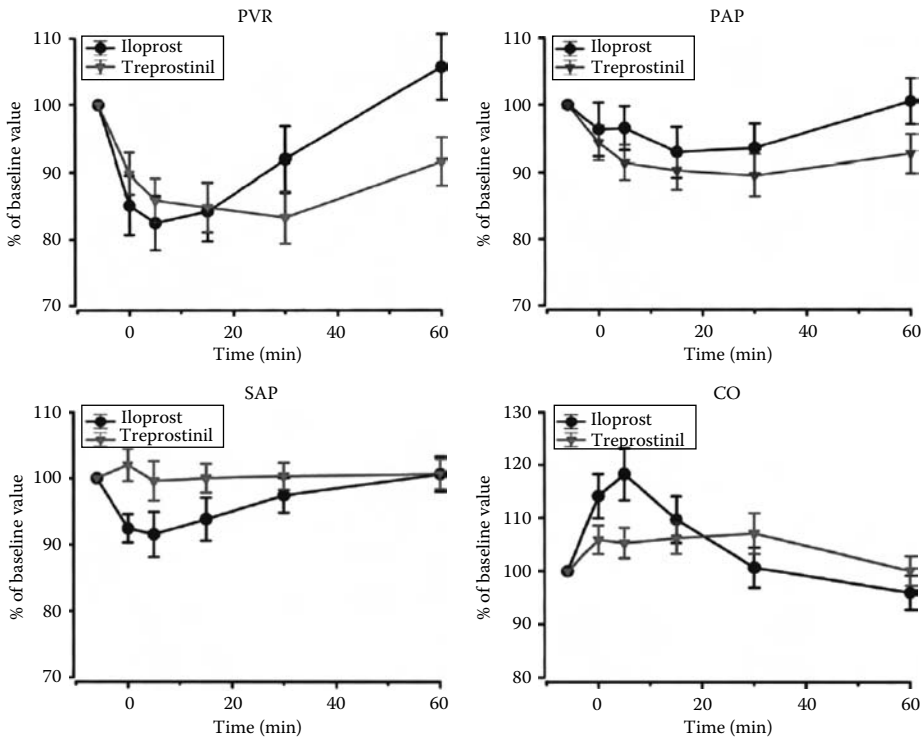 PVR
110
100
90
80
70
% of baseline value
Iloprost
Treprostinil
0
20
40
60
Time (min)
PAP
110
100
90
80
70
% of baseline value
Iloprost
Treprostinil
0
20
40
60
Time (min)
SAP
110
100
90
80
70
% of baseline value
Iloprost
Treprostinil
0
20
40
60
Time (min)
CO
130
120
110
100
90
80
% of baseline value
Iloprost
Treprostinil
0
20
40
60
Time (min)